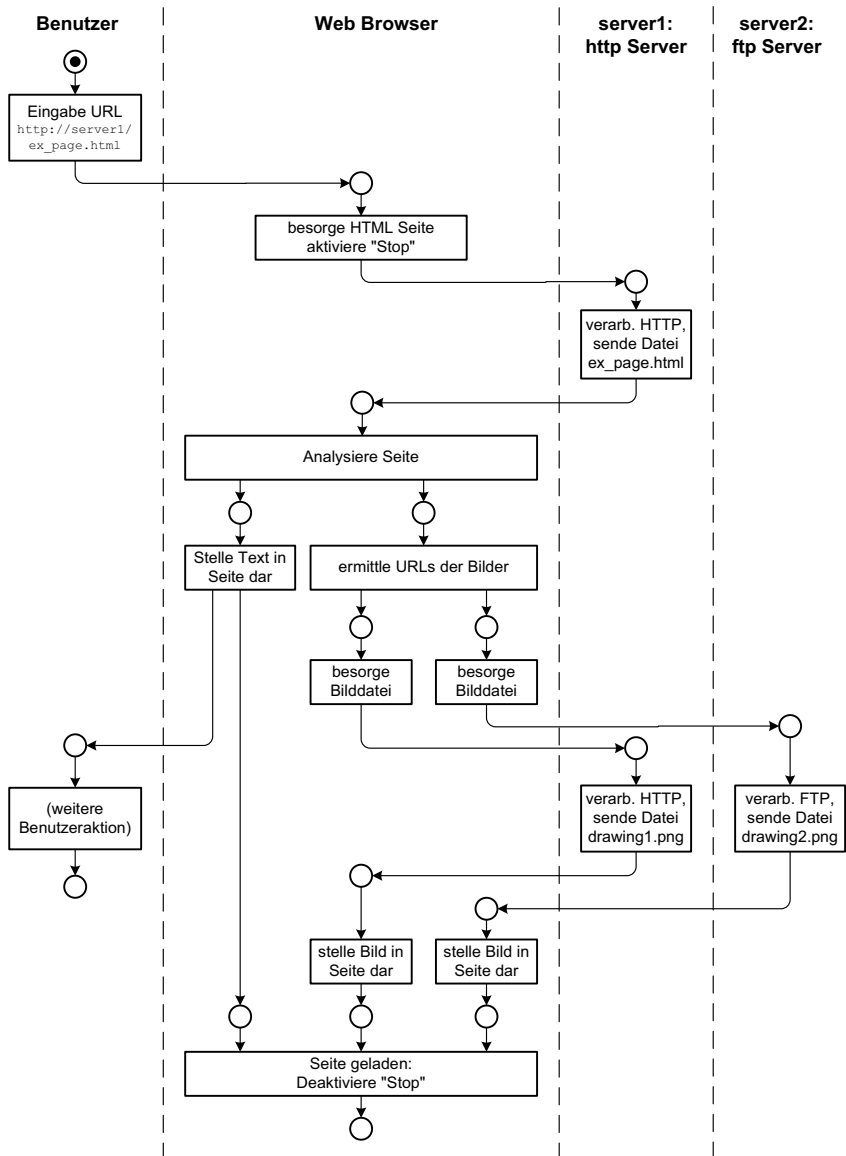 Benutzer
Web Browser
server1:
http Server
server2:
ftp Server
Eingabe URL
http://server1/
ex_page.html
besorge HTML Seite
aktiviere "Stop"
verarb. HTTP,
sende Datei
ex_page.html
Analysiere Seite
Stelle Text in
Seite dar
ermittle URLs der Bilder
besorge
Bilddatei
besorge
Bilddatei
(weitere
Benutzeraktion)
verarb. HTTP,
sende Datei
drawing1.png
verarb. FTP,
sende Datei
drawing2.png
stelle Bild in
Seite dar
stelle Bild in
Seite dar
Seite geladen:
Deaktiviere "Stop"